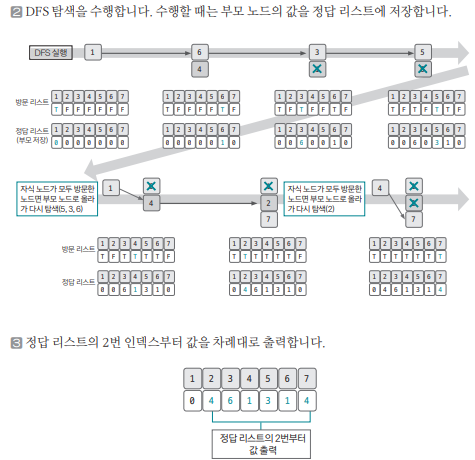 2 DFS 탐색을 수행합니다. 수행할 때는 부모 노드의 값을 정답 리스트에 저장합니다.
DFS 실행 1 6 3 5
4 1 6
1 2 3 4 5 6 7 1 2 3 4 5 6 7 1 2 3 4 5 6 7 1 2 3 4 5 6 7
방문 리스트 T F F F F F F T F F F F T F T F T F F T F T F T F T T F
1 2 3 4 5 6 7 1 2 3 4 5 6 7 1 2 3 4 5 6 7 1 2 3 4 5 6 7
정답 리스트 0 0 0 0 0 0 0 0 0 0 0 0 1 0 0 0 6 0 0 1 0 0 0 6 0 3 1 0
(부모 저장)
자식 노드가 모두 방문한
노드면 부모 노드로 올라
가 다시 탐색(5, 3, 6)
1 4 2 7
자식 노드가 모두 방문한
노드면 부모 노드로 올라
가 다시 탐색(2)
4 7
1 2 3 4 5 6 7 1 2 3 4 5 6 7 1 2 3 4 5 6 7
방문 리스트 T F T T T T F T T T T T T F T T T T T T T
1 2 3 4 5 6 7 1 2 3 4 5 6 7 1 2 3 4 5 6 7
정답 리스트 0 0 6 1 3 1 0 0 4 6 1 3 1 0 0 4 6 1 3 1 4
3 정답 리스트의 2번 인덱스부터 값을 차례대로 출력합니다.
1 2 3 4 5 6 7
0 4 6 1 3 1 4
정답 리스트의 2번부터
값 출력